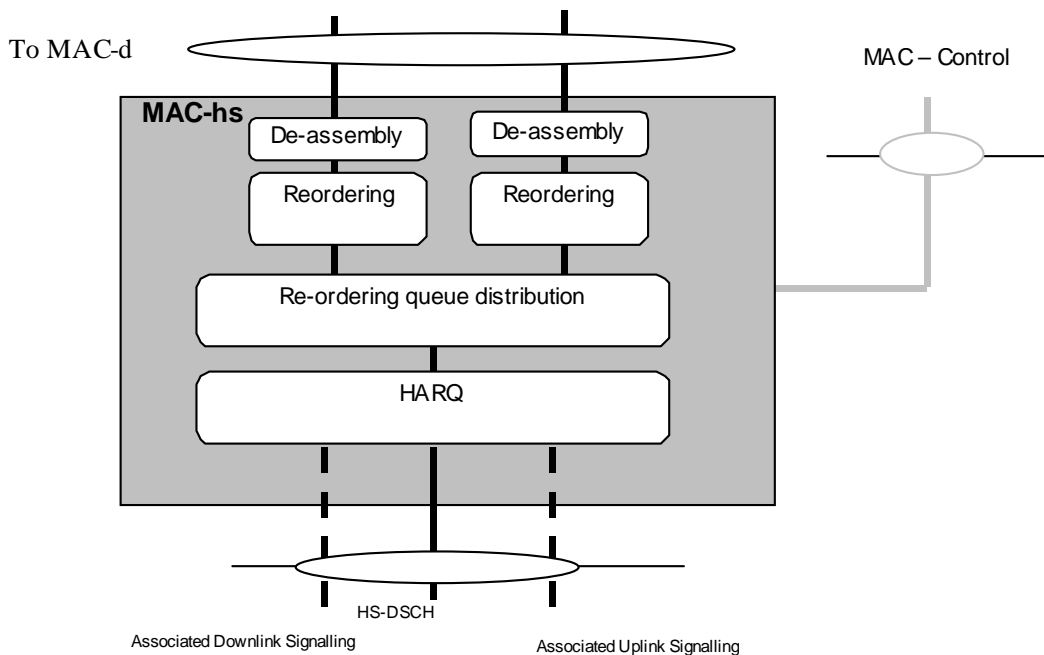 To MAC-d
MAC – Control
MAC-hs
De-assembly
De-assembly
Reordering
Reordering
Re-ordering queue distribution
HARQ
HS-DSCH
Associated Downlink Signalling
Associated Uplink Signalling